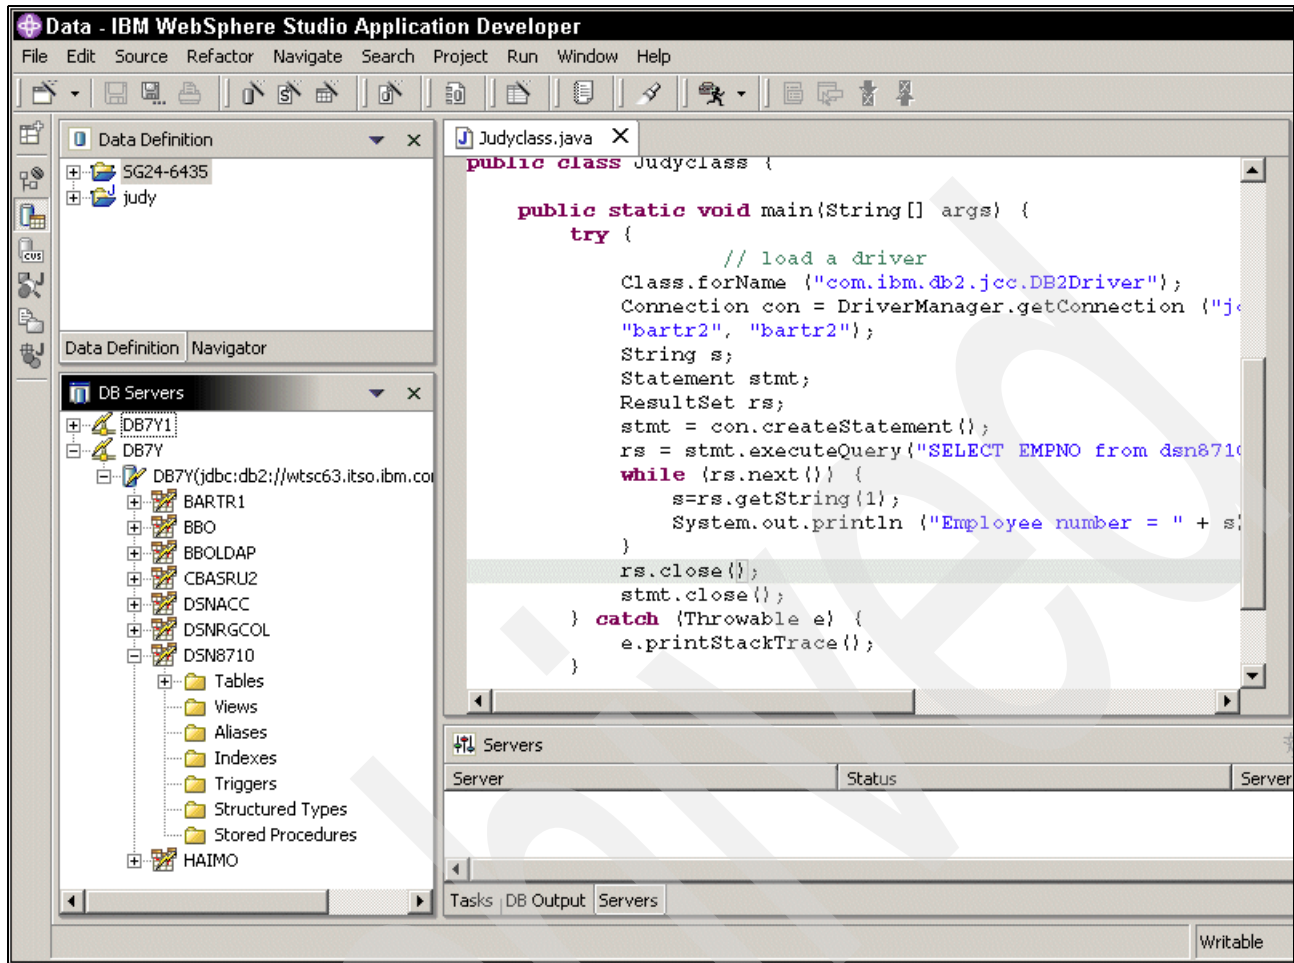 Data - IBM WebSphere Studio Application Developer
File Edit Source Refactor Navigate Search Project Run Window Help
Data Definition
SG24-6435
judy
Data Definition Navigator
DB Servers
DB7Y1
DB7Y
DB7Y(jdbc:db2://wtsc63.itso.ibm.co
BARTR1
BBO
BBOLDAP
CBASRU2
DSNACC
DSNRGCOL
DSN8710
Tables
Views
Aliases
Indexes
Triggers
Structured Types
Stored Procedures
HAIMO
Judyclass.java
public class Judyclass {
public static void main(String[] args) {
try {
// load a driver
Class.forName ("com.ibm.db2.jcc.DB2Driver");
Connection con = DriverManager.getConnection ("j
"bartr2", "bartr2");
String s;
Statement stmt;
ResultSet rs;
stmt = con.createStatement();
rs = stmt.executeQuery("SELECT EMPNO from dsn871
while (rs.next()) {
s=rs.getString(1);
System.out.println ("Employee number = " + s
}
rs.close();
stmt.close();
} catch (Throwable e) {
e.printStackTrace();
}
Servers
Server Status Server
Tasks DB Output Servers
Writable
CVS